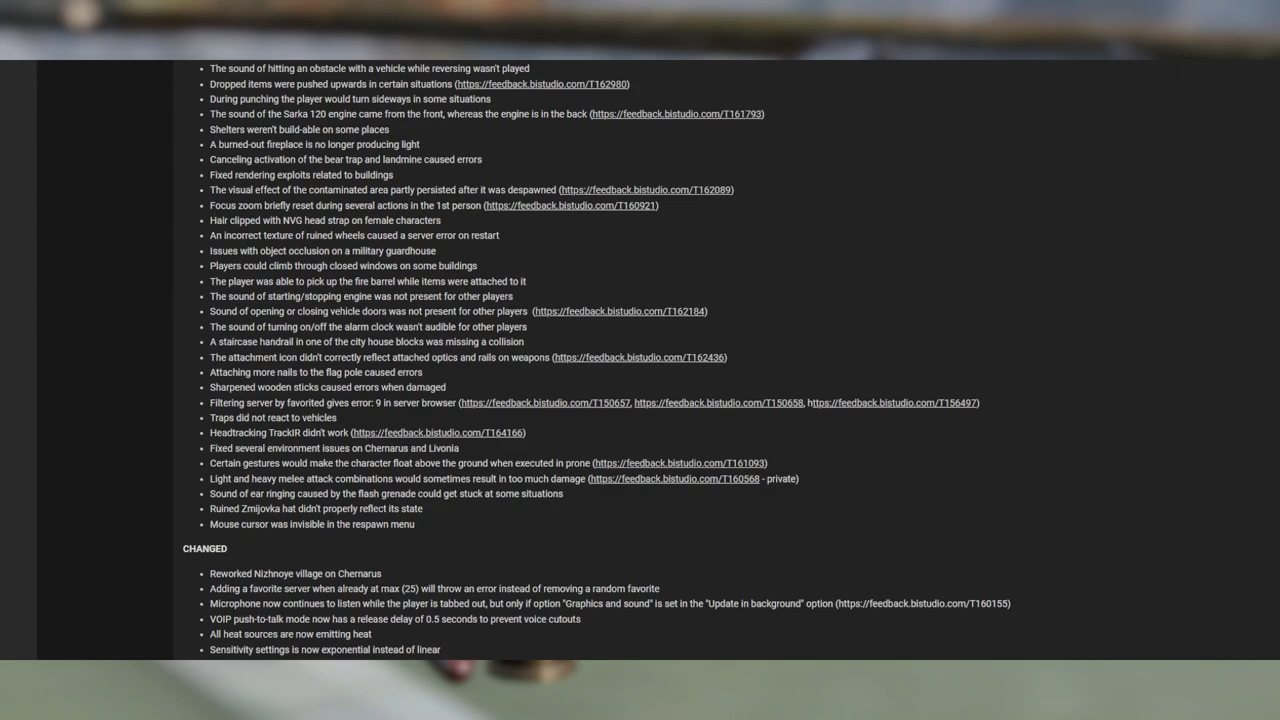 The sound of hitting an obstacle with a vehicle while reversing wasn't played
Dropped items were pushed upwards in certain situations (https://feedback.bistudio.com/T162980)
During punching the player would turn sideways in some situations
The sound of the Sarka 120 engine came from the front, whereas the engine is in the back (https://feedback.bistudio.com/T161793)
Shelters weren't build-able on some places
A burned-out fireplace is no longer producing light
Canceling activation of the bear trap and landmine caused errors
Fixed rendering exploits related to buildings
The visual effect of the contaminated area partly persisted after it was despawned (https://feedback.bistudio.com/T162089)
Focus zoom briefly reset during several actions in the 1st person (https://feedback.bistudio.com/T160921)
Hair clipped with NVG head strap on female characters
An incorrect texture of ruined wheels caused a server error on restart
Issues with object occlusion on a military guardhouse
Players could climb through closed windows on some buildings
The player was able to pick up the fire barrel while items were attached to it
The sound of starting/stopping engine was not present for other players
Sound of opening or closing vehicle doors was not present for other players (https://feedback.bistudio.com/T162184)
The sound of turning on/off the alarm clock wasn't audible for other players
A staircase handrail in one of the city house blocks was missing a collision
The attachment icon didn't correctly reflect attached optics and rails on weapons (https://feedback.bistudio.com/T162436)
Attaching more nails to the flag pole caused errors
Sharpened wooden sticks caused errors when damaged
Filtering server by favorited gives error: 9 in server browser (https://feedback.bistudio.com/T150657, https://feedback.bistudio.com/T150658, https://feedback.bistudio.com/T156497)
Traps did not react to vehicles
Headtracking TrackIR didn't work (https://feedback.bistudio.com/T164166)
Fixed several environment issues on Chernarus and Livonia
Certain gestures would make the character float above the ground when executed in prone (https://feedback.bistudio.com/T161093)
Light and heavy melee attack combinations would sometimes result in too much damage (https://feedback.bistudio.com/T160568 - private)
Sound of ear ringing caused by the flash grenade could get stuck at some situations
Ruined Zmijovka hat didn't properly reflect its state
Mouse cursor was invisible in the respawn menu
CHANGED
Reworked Nizhnoye village on Chernarus
Adding a favorite server when already at max (25) will throw an error instead of removing a random favorite
Microphone now continues to listen while the player is tabbed out, but only if option "Graphics and sound" is set in the "Update in background" option (https://feedback.bistudio.com/T160155)
VOIP push-to-talk mode now has a release delay of 0.5 seconds to prevent voice cutouts
All heat sources are now emitting heat
Sensitivity settings is now exponential instead of linear